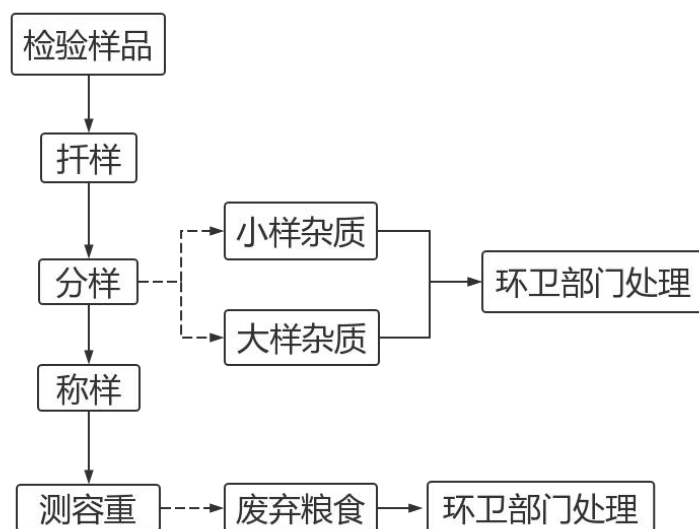 检验样品
扦样
小样杂质
分样
环卫部门处理
大样杂质
称样
测容重
废弃粮食
环卫部门处理